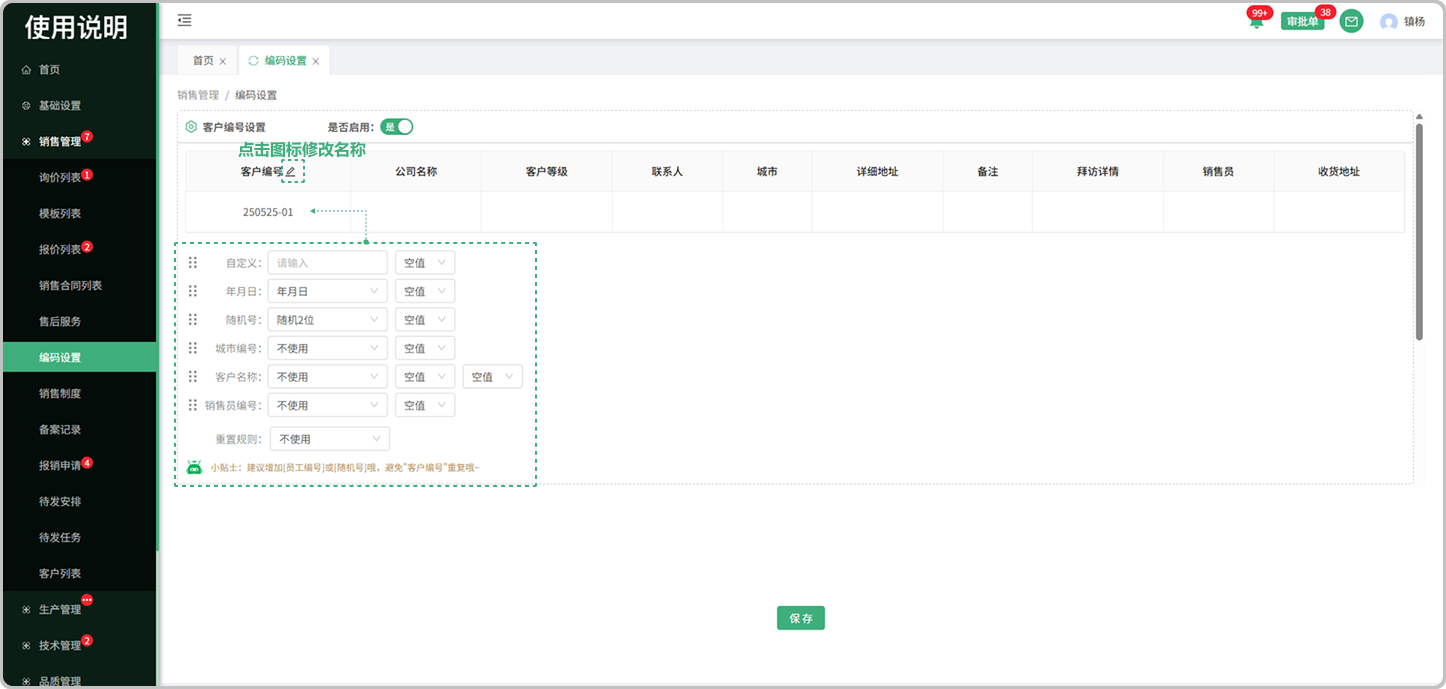 使用说明
首页
基础设置
销售管理 7
询价列表 1
模板列表
报价列表 2
销售合同列表
售后服务
编码设置
销售制度
备案记录
报销申请 4
待发安排
待发任务
客户列表
生产管理 •••
技术管理 2
品质管理
99+ 审批单 38 镇杨
首页 × 编码设置 ×
销售管理 / 编码设置
客户编号设置 是否启用: 是
点击图标修改名称
客户编号 公司名称 客户等级 联系人 城市 详细地址 备注 拜访详情 销售员 收货地址
250525-01
自定义: 请输入 空值
年月日: 年月日 空值
随机号: 随机2位 空值
城市编号: 不使用 空值
客户名称: 不使用 空值 空值
销售员编号: 不使用 空值
重置规则: 不使用
小贴士: 建议增加[员工编号]或[随机号]哦，避免"客户编号"重复哦~
保存